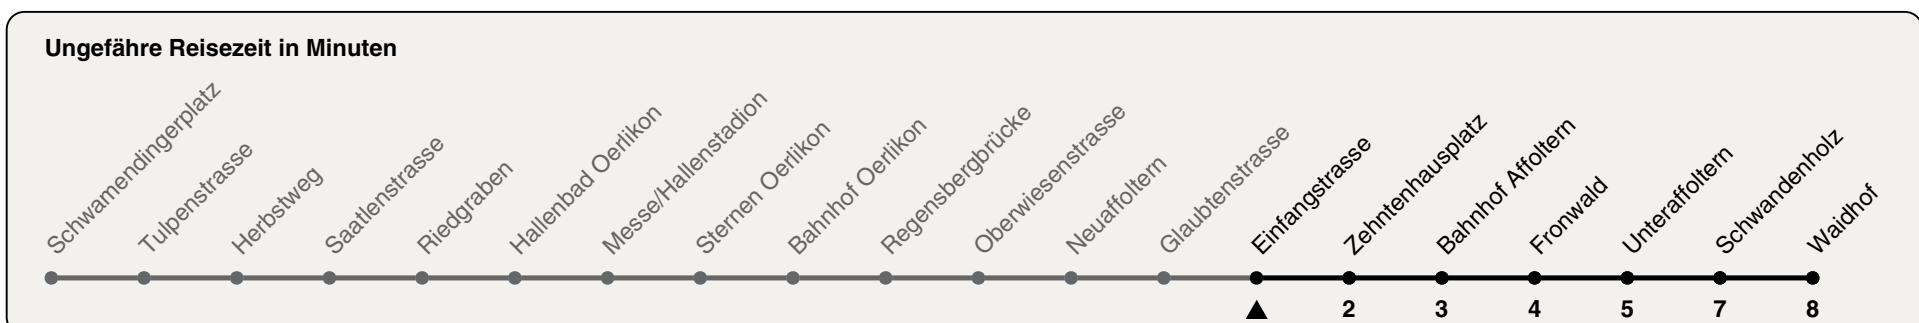 Ungefähre Reisezeit in Minuten
Schwamendingerplatz
Tulpenstrasse
Herbstweg
Saatlenstrasse
Riedgraben
Hallenbad Oerlikon
Messe/Hallenstadion
Sternen Oerlikon
Bahnhof Oerlikon
Regensbergbrücke
Oberwiesenstrasse
Neuaffoltern
Glaubtenstrasse
Einfangstrasse
Zehntenhausplatz
Bahnhof Affoltern
Fronwald
Unteraffoltern
Schwandenholz
Waidhof
2 3 4 5 7 8